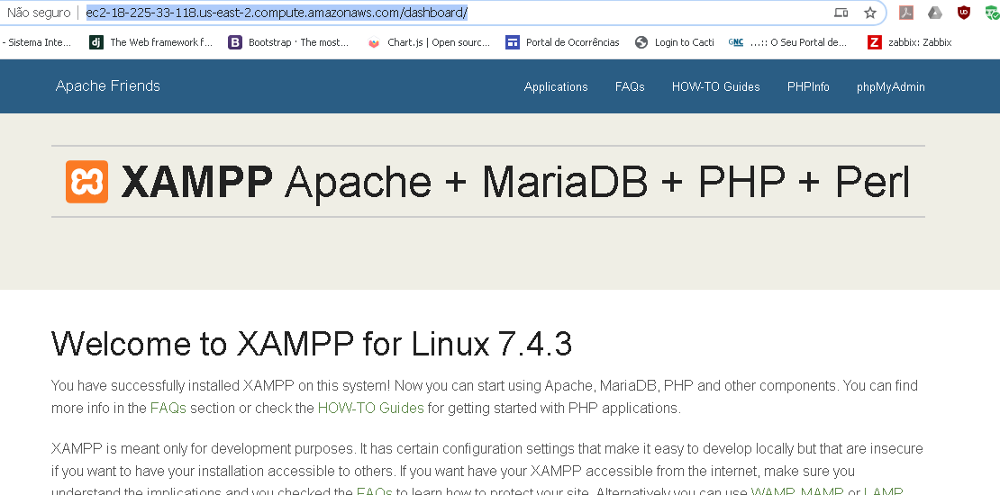 Não seguro | ec2-18-225-33-118.us-east-2.compute.amazonaws.com/dashboard/
- Sistema Inte... dj The Web framework f... B Bootstrap · The most... Chart.js | Open sourc... Portal de Ocorrências Login to Cacti GNC ...:: O Seu Portal de... Z zabbix: Zabbix
Apache Friends Applications FAQs HOW-TO Guides PHPInfo phpMyAdmin
XAMPP Apache + MariaDB + PHP + Perl
Welcome to XAMPP for Linux 7.4.3
You have successfully installed XAMPP on this system! Now you can start using Apache, MariaDB, PHP and other components. You can find
more info in the FAQs section or check the HOW-TO Guides for getting started with PHP applications.
XAMPP is meant only for development purposes. It has certain configuration settings that make it easy to develop locally but that are insecure
if you want to have your installation accessible to others. If you want have your XAMPP accessible from the internet, make sure you
understand the implications and you checked the FAQs to learn how to protect your site. Alternatively you can use WAMP, MAMP or LAMP